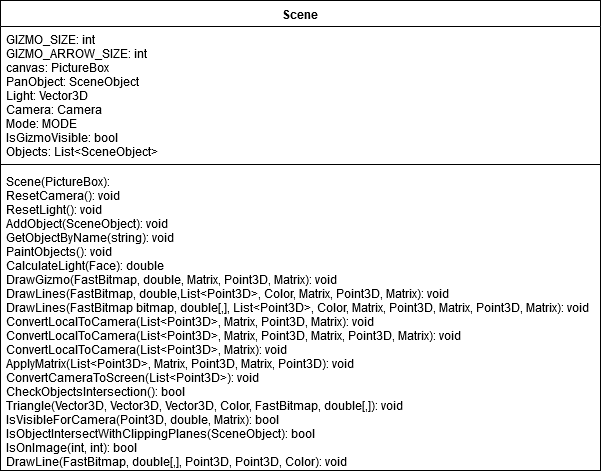 Scene
GIZMO_SIZE: int
GIZMO_ARROW_SIZE: int
canvas: PictureBox
PanObject: SceneObject
Light: Vector3D
Camera: Camera
Mode: MODE
IsGizmoVisible: bool
Objects: List<SceneObject>
Scene(PictureBox):
ResetCamera(): void
ResetLight(): void
AddObject(SceneObject): void
GetObjectByName(string): void
PaintObjects(): void
CalculateLight(Face): double
DrawGizmo(FastBitmap, double, Matrix, Point3D, Matrix): void
DrawLines(FastBitmap, double,List<Point3D>, Color, Matrix, Point3D, Matrix): void
DrawLines(FastBitmap bitmap, double[,], List<Point3D>, Color, Matrix, Point3D, Matrix, Point3D, Matrix): void
ConvertLocalToCamera(List<Point3D>, Matrix, Point3D, Matrix): void
ConvertLocalToCamera(List<Point3D>, Matrix, Point3D, Matrix, Point3D, Matrix): void
ConvertLocalToCamera(List<Point3D>, Matrix): void
ApplyMatrix(List<Point3D>, Matrix, Point3D, Matrix, Point3D): void
ConvertCameraToScreen(List<Point3D>): void
CheckObjectsIntersection(): bool
Triangle(Vector3D, Vector3D, Vector3D, Color, FastBitmap, double[,]): void
IsVisibleForCamera(Point3D, double, Matrix): bool
IsObjectIntersectWithClippingPlanes(SceneObject): bool
IsOnImage(int, int): bool
DrawLine(FastBitmap, double[,], Point3D, Point3D, Color): void